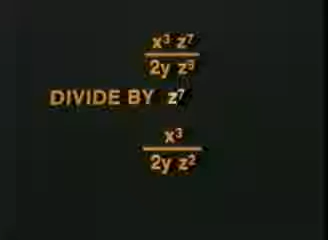 x³ z⁷
2y z⁹
DIVIDE BY z⁷
x³
2y z²